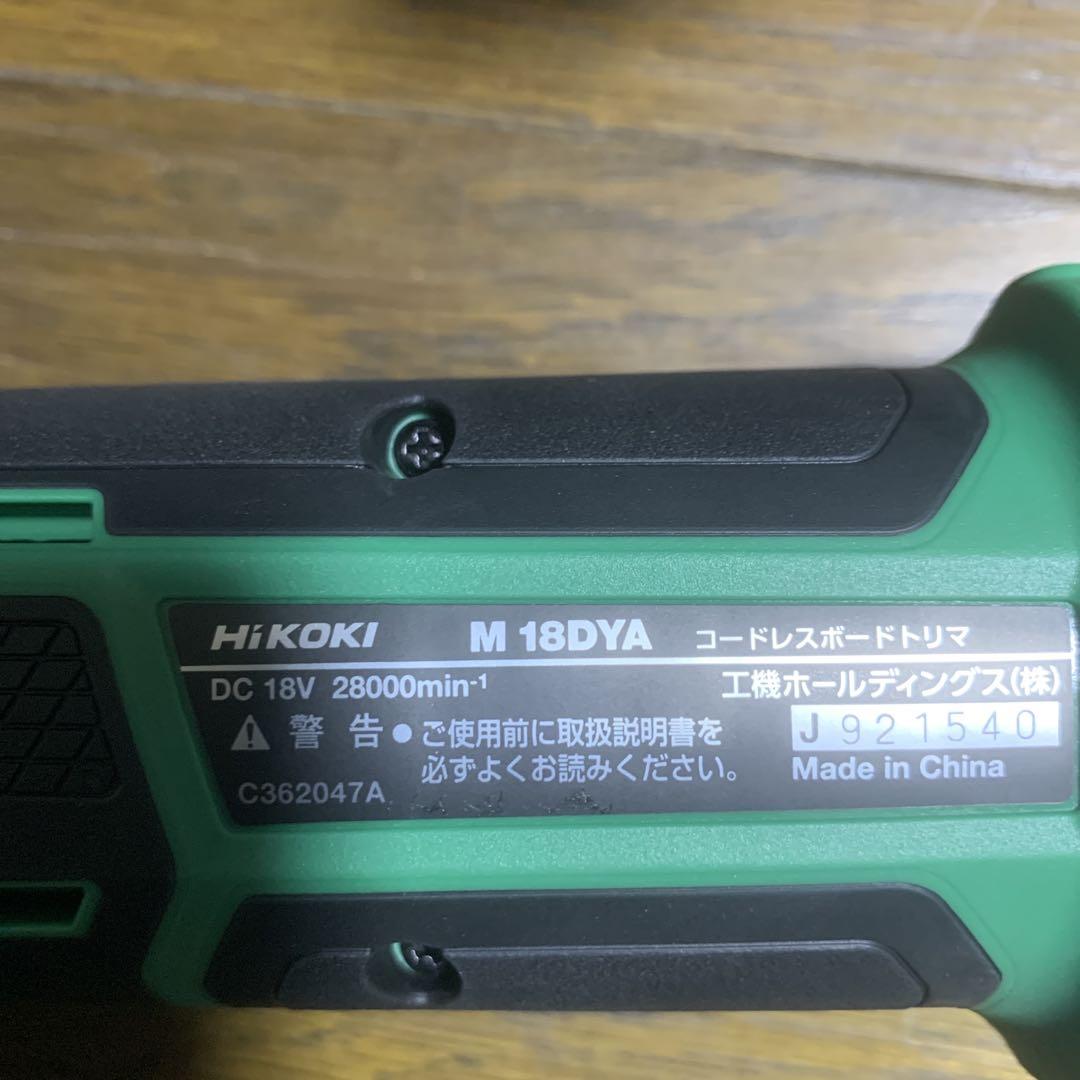 HiKOKI M 18DYA コードレスボードトリマ
DC 18V 28000min⁻¹ 工機ホールディングス(株)
⚠ 警告 ● ご使用前に取扱説明書を
必ずよくお読みください。
J 921540
C362047A
Made in China